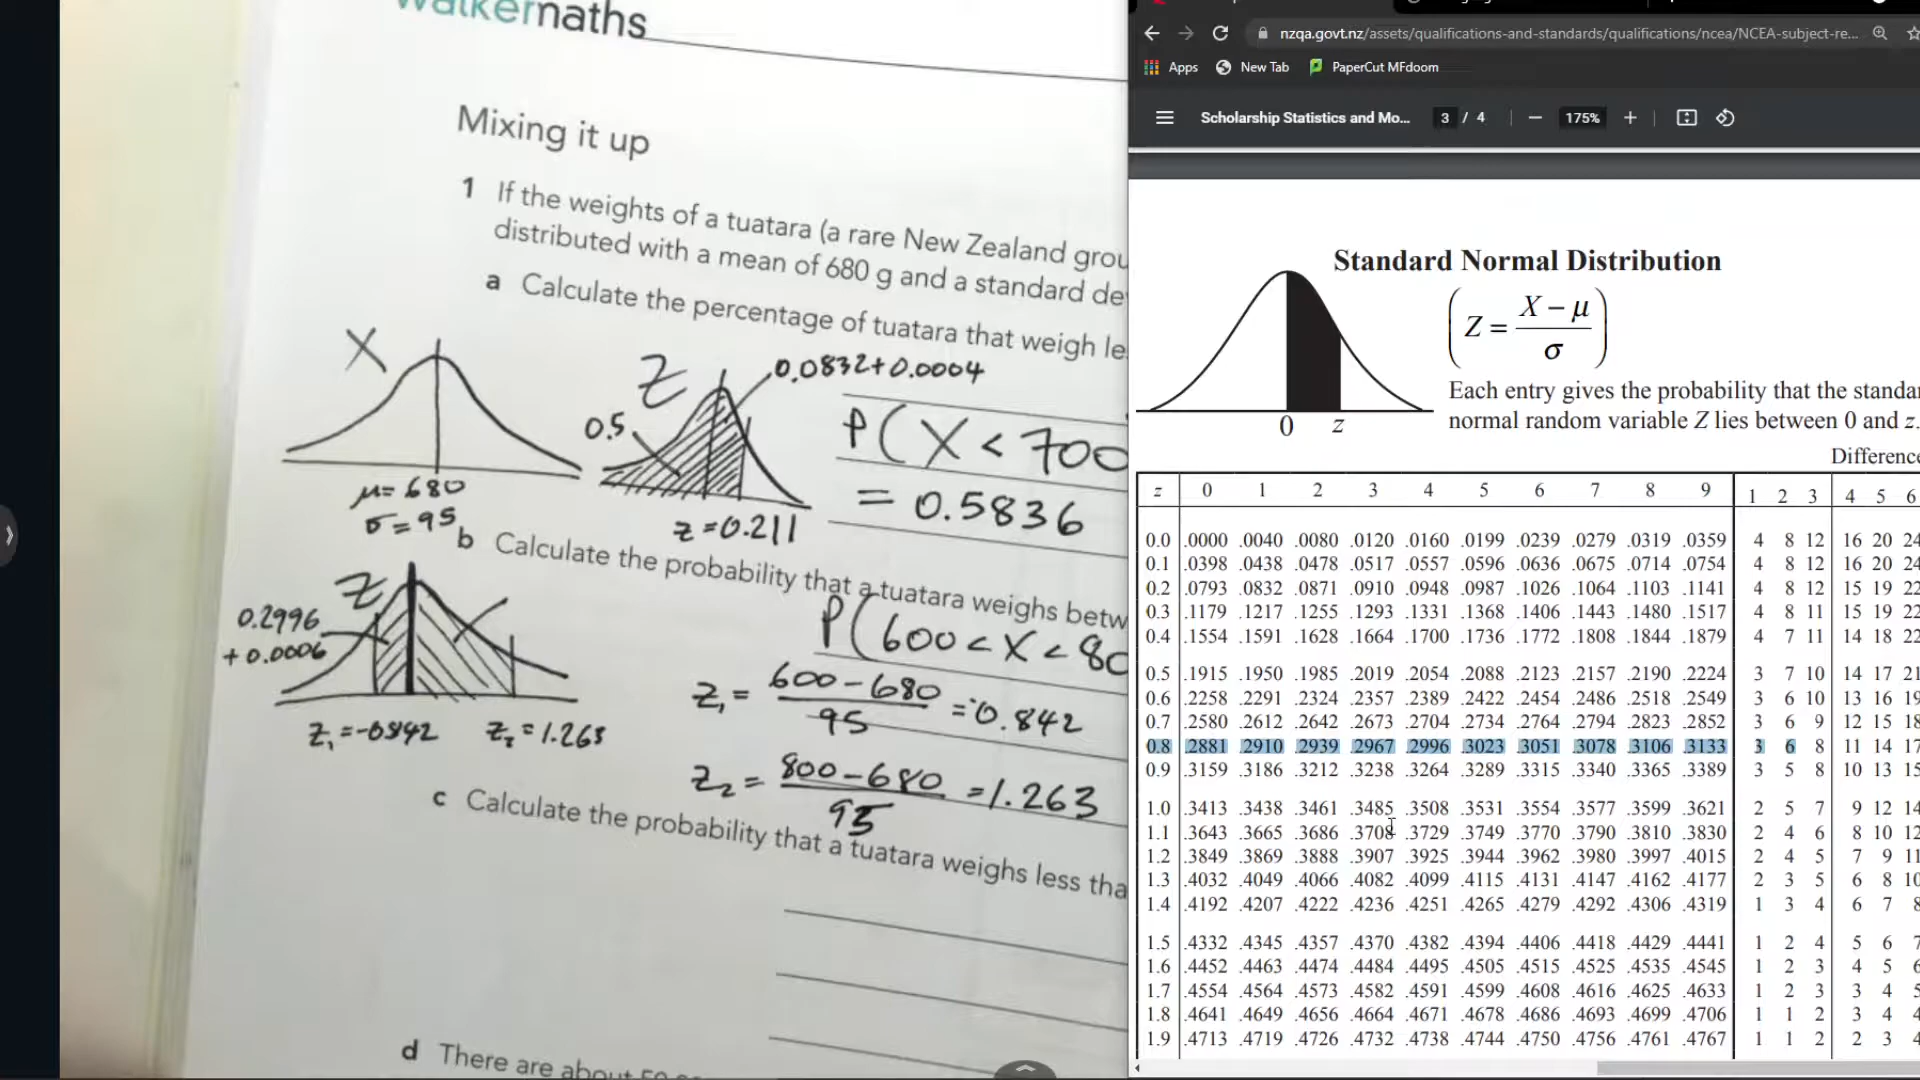 walkermaths
Mixing it up
1 If the weights of a tuatara (a rare New Zealand grou
distributed with a mean of 680 g and a standard de
a Calculate the percentage of tuatara that weigh le
X
μ = 680
σ = 95
Z
0.5
0.0832+0.0004
z = 0.211
P(X < 700
= 0.5836
b Calculate the probability that a tuatara weighs betw
Z
0.2996
+ 0.0006
z₁ = -0.842 z₂ = 1.263
P(600 < X < 80
z₁ = 600 - 680 / 95 = -0.842
z₂ = 800 - 680 / 95 = 1.263
c Calculate the probability that a tuatara weighs less tha
d There are about
nzqa.govt.nz/assets/qualifications-and-standards/qualifications/ncea/NCEA-subject-re...
Apps New Tab PaperCut MFdoom
Scholarship Statistics and Mo... 3 / 4 175%
Standard Normal Distribution
(Z = X − μ / σ)
Each entry gives the probability that the standar
normal random variable Z lies between 0 and z.
0 z
Difference
z 0 1 2 3 4 5 6 7 8 9 1 2 3 4 5 6
0.0 .0000 .0040 .0080 .0120 .0160 .0199 .0239 .0279 .0319 .0359 4 8 12 16 20 24
0.1 .0398 .0438 .0478 .0517 .0557 .0596 .0636 .0675 .0714 .0754 4 8 12 16 20 24
0.2 .0793 .0832 .0871 .0910 .0948 .0987 .1026 .1064 .1103 .1141 4 8 12 15 19 22
0.3 .1179 .1217 .1255 .1293 .1331 .1368 .1406 .1443 .1480 .1517 4 8 11 15 19 22
0.4 .1554 .1591 .1628 .1664 .1700 .1736 .1772 .1808 .1844 .1879 4 7 11 14 18 22
0.5 .1915 .1950 .1985 .2019 .2054 .2088 .2123 .2157 .2190 .2224 3 7 10 14 17 21
0.6 .2258 .2291 .2324 .2357 .2389 .2422 .2454 .2486 .2518 .2549 3 6 10 13 16 19
0.7 .2580 .2612 .2642 .2673 .2704 .2734 .2764 .2794 .2823 .2852 3 6 9 12 15 18
0.8 .2881 .2910 .2939 .2967 .2996 .3023 .3051 .3078 .3106 .3133 3 6 8 11 14 17
0.9 .3159 .3186 .3212 .3238 .3264 .3289 .3315 .3340 .3365 .3389 3 5 8 10 13 15
1.0 .3413 .3438 .3461 .3485 .3508 .3531 .3554 .3577 .3599 .3621 2 5 7 9 12 14
1.1 .3643 .3665 .3686 .3708 .3729 .3749 .3770 .3790 .3810 .3830 2 4 6 8 10 12
1.2 .3849 .3869 .3888 .3907 .3925 .3944 .3962 .3980 .3997 .4015 2 4 5 7 9 11
1.3 .4032 .4049 .4066 .4082 .4099 .4115 .4131 .4147 .4162 .4177 2 3 5 6 8 10
1.4 .4192 .4207 .4222 .4236 .4251 .4265 .4279 .4292 .4306 .4319 1 3 4 6 7 8
1.5 .4332 .4345 .4357 .4370 .4382 .4394 .4406 .4418 .4429 .4441 1 2 4 5 6 7
1.6 .4452 .4463 .4474 .4484 .4495 .4505 .4515 .4525 .4535 .4545 1 2 3 4 5 6
1.7 .4554 .4564 .4573 .4582 .4591 .4599 .4608 .4616 .4625 .4633 1 2 3 3 4 5
1.8 .4641 .4649 .4656 .4664 .4671 .4678 .4686 .4693 .4699 .4706 1 1 2 3 4 4
1.9 .4713 .4719 .4726 .4732 .4738 .4744 .4750 .4756 .4761 .4767 1 1 2 2 3 4